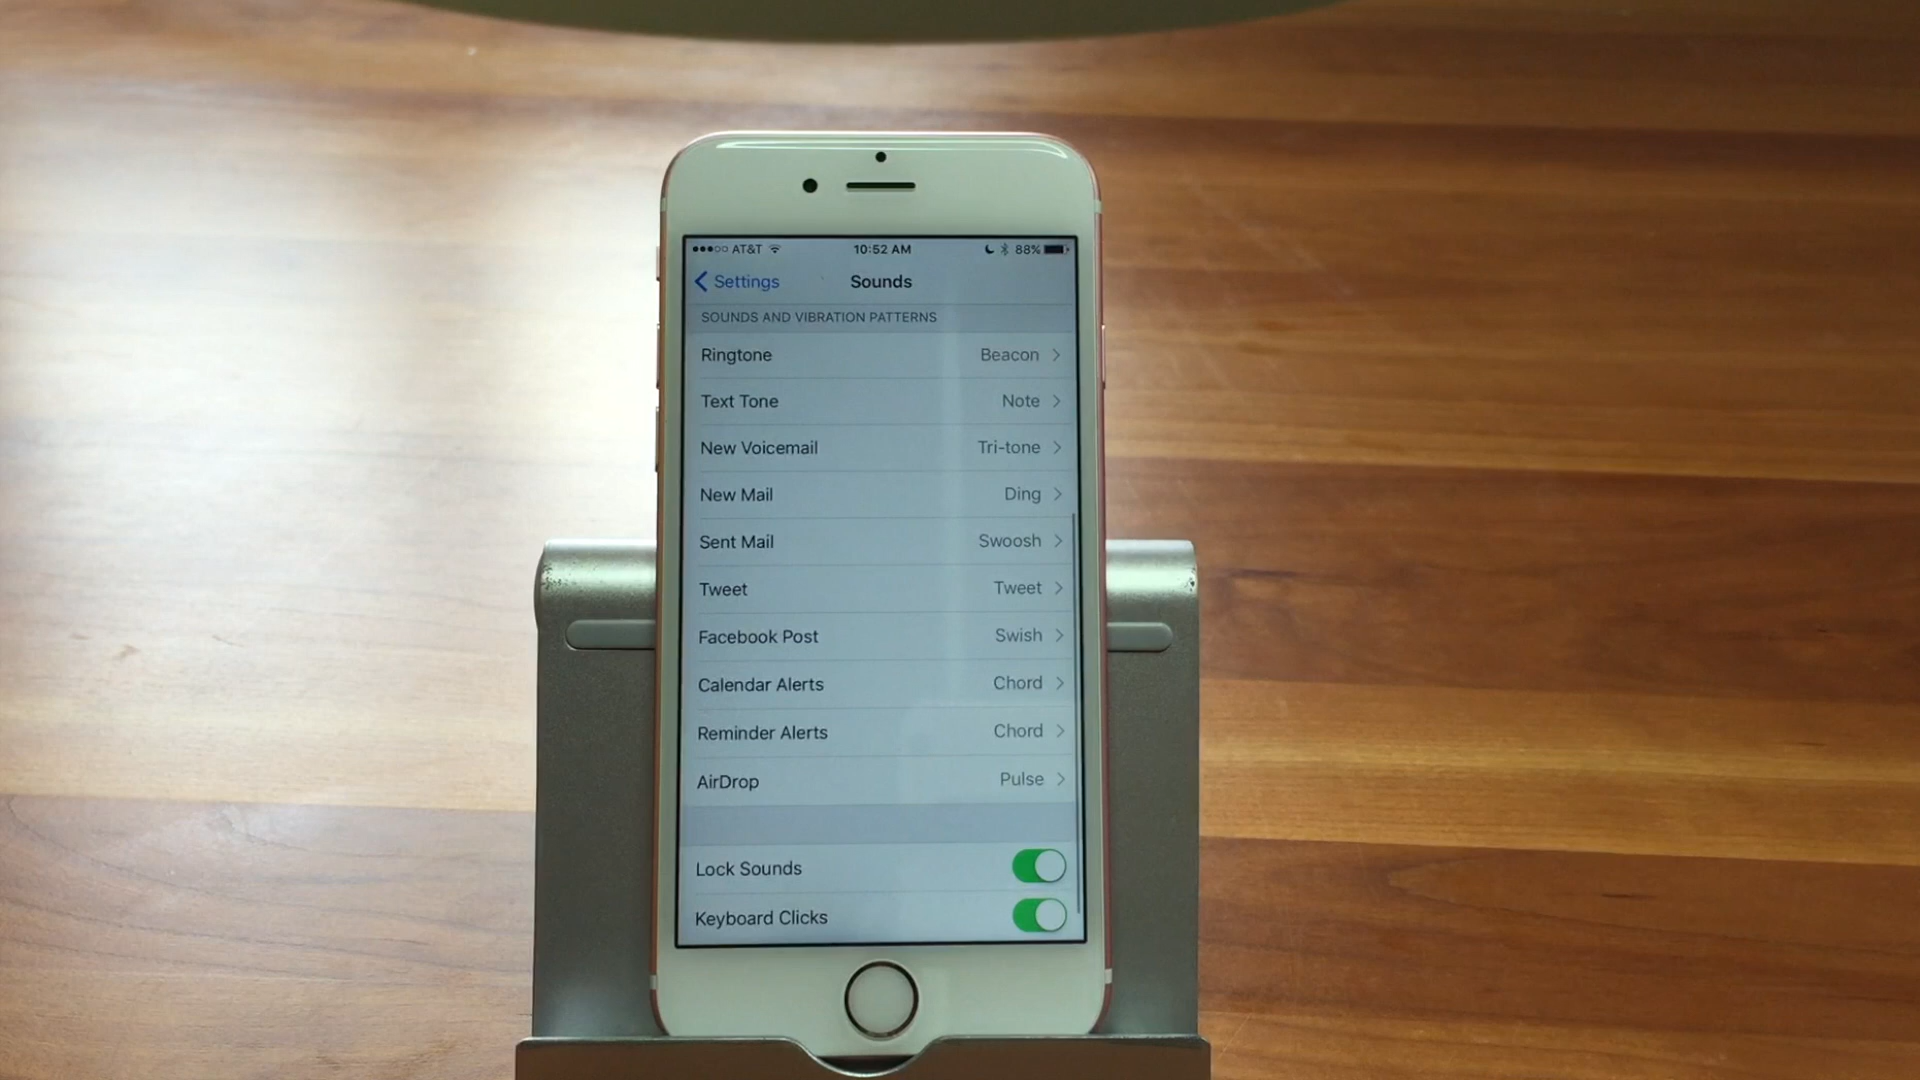 AT&T 10:52 AM 88%
Settings Sounds
SOUNDS AND VIBRATION PATTERNS
Ringtone Beacon
Text Tone Note
New Voicemail Tri-tone
New Mail Ding
Sent Mail Swoosh
Tweet Tweet
Facebook Post Swish
Calendar Alerts Chord
Reminder Alerts Chord
AirDrop Pulse
Lock Sounds
Keyboard Clicks